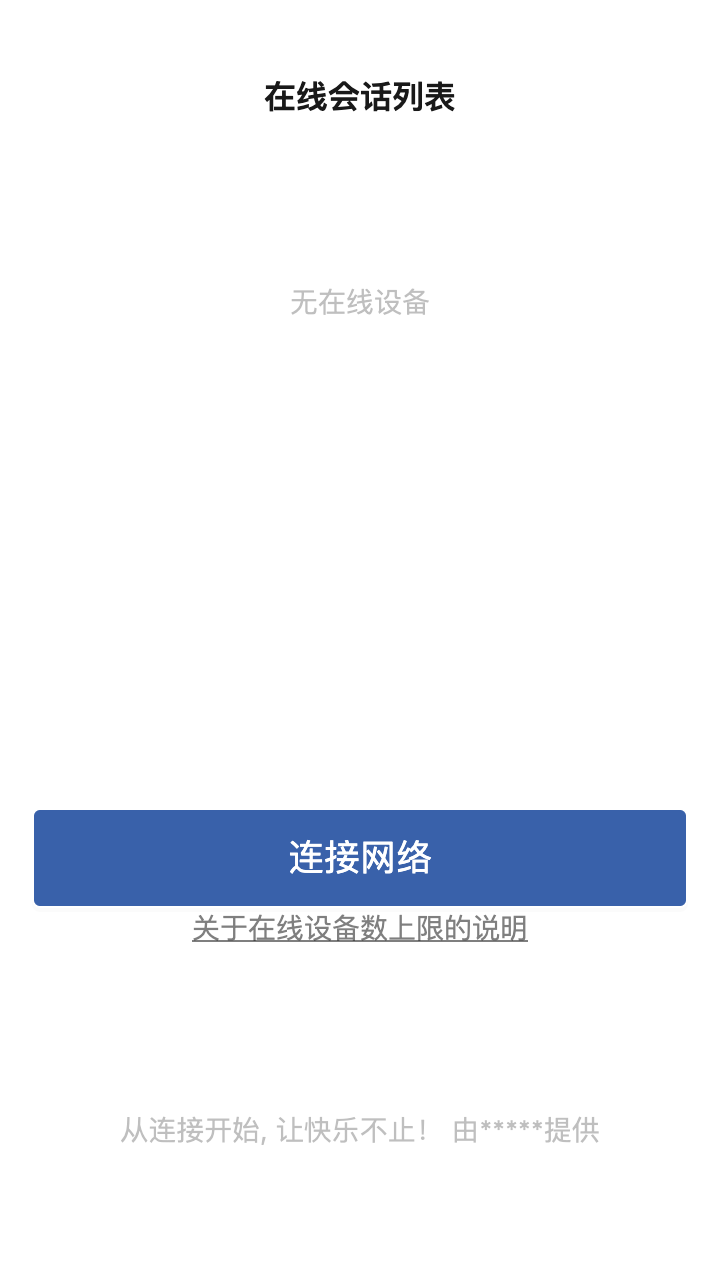 在线会话列表
无在线设备
连接网络
关于在线设备数上限的说明
从连接开始, 让快乐不止！ 由*****提供